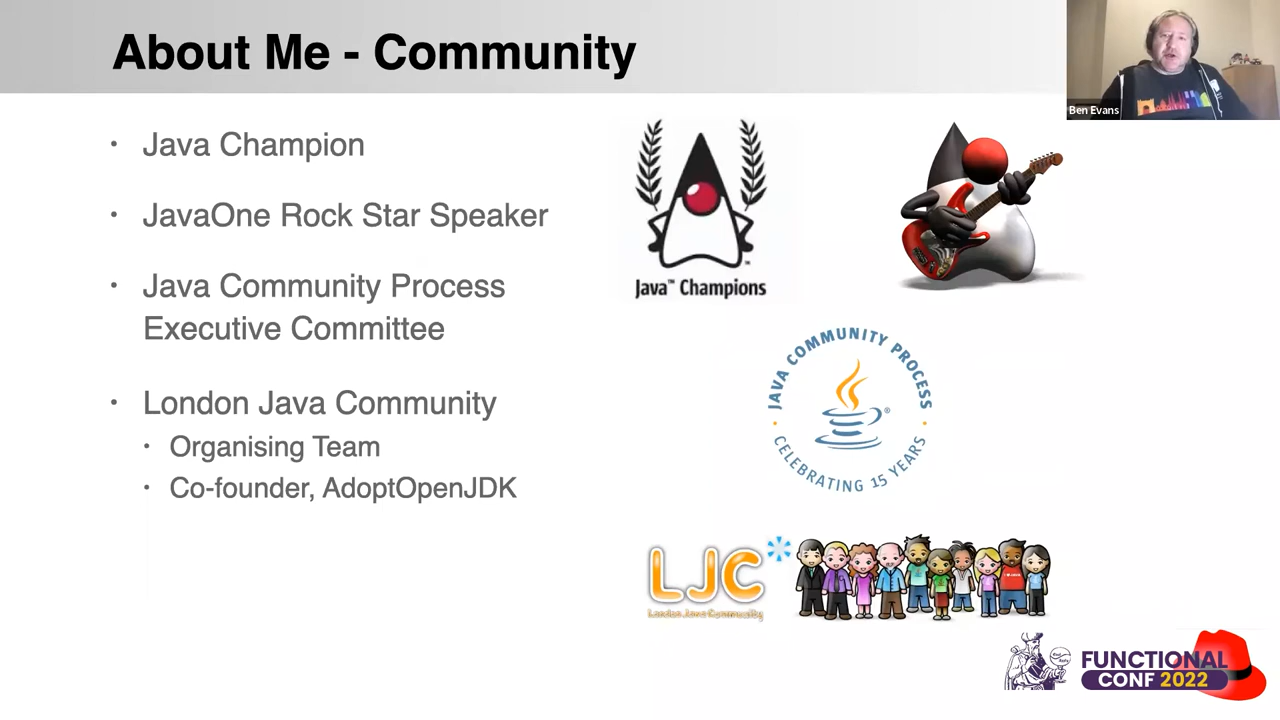 About Me - Community
Ben Evans
• Java Champion
• JavaOne Rock Star Speaker
• Java Community Process
Executive Committee
• London Java Community
• Organising Team
• Co-founder, AdoptOpenJDK
Java™ Champions
JAVA COMMUNITY PROCESS
CELEBRATING 15 YEARS
®
LJC
London Java Community
FUNCTIONAL
CONF 2022